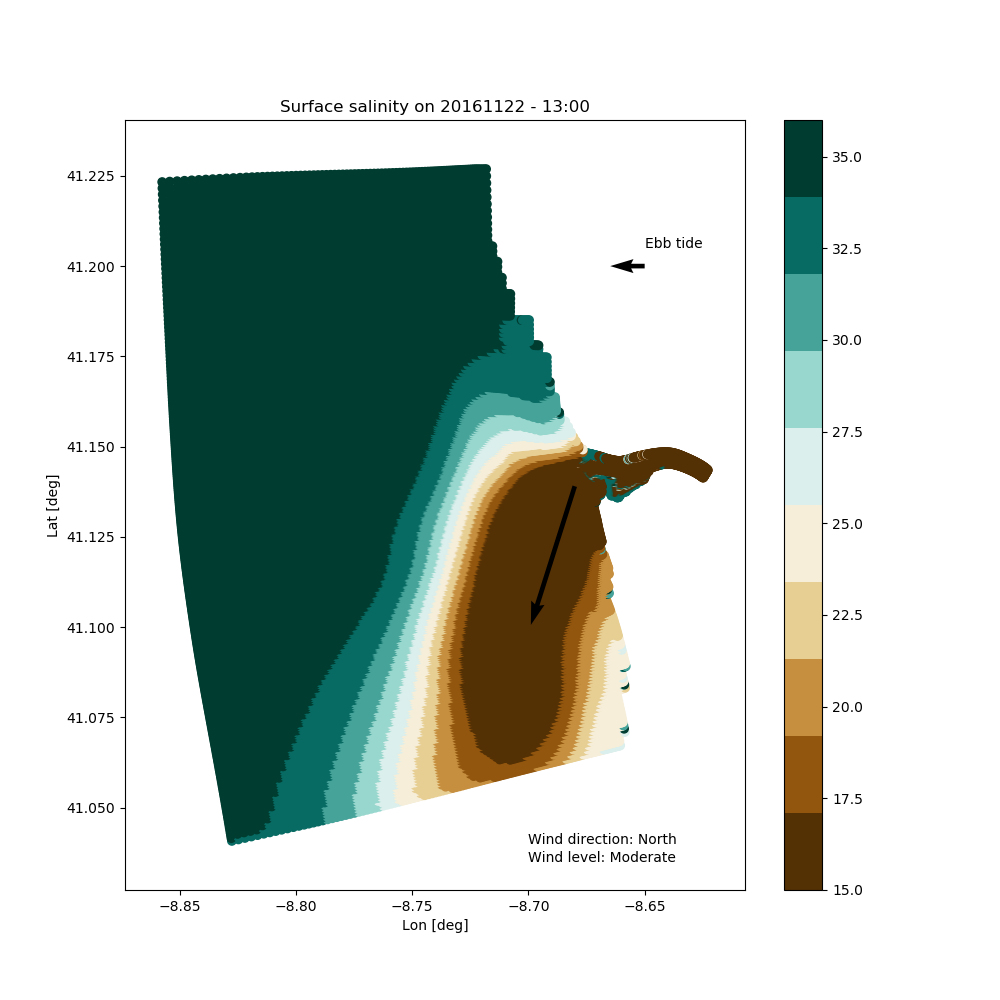 Surface salinity on 20161122 - 13:00
41.225
41.200
41.175
41.150
41.125
41.100
41.075
41.050
Lat [deg]
Ebb tide
Wind direction: North
Wind level: Moderate
−8.85 −8.80 −8.75 −8.70 −8.65
Lon [deg]
35.0
32.5
30.0
27.5
25.0
22.5
20.0
17.5
15.0